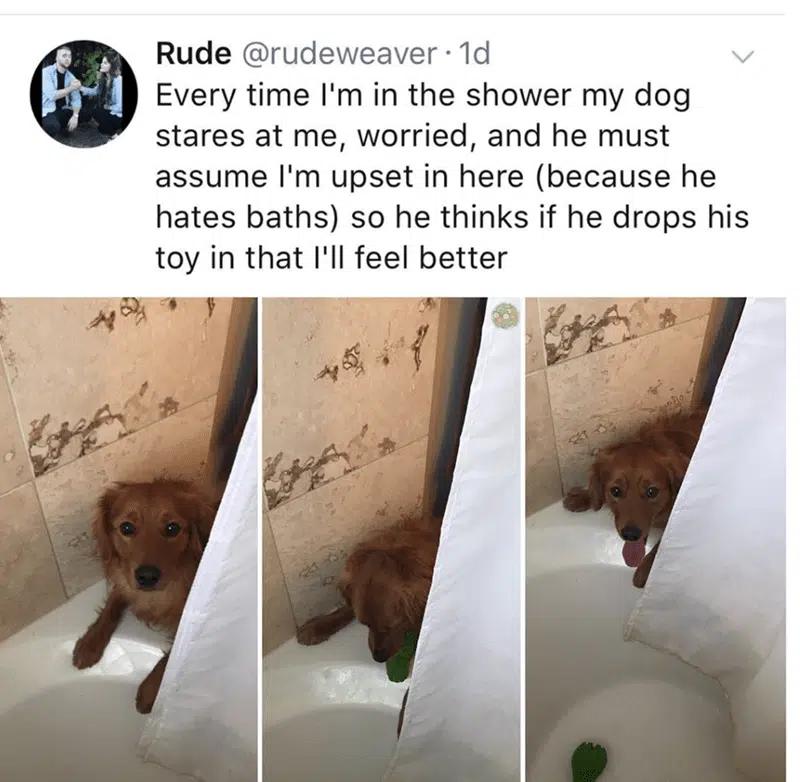 Rude @rudeweaver · 1d
Every time I'm in the shower my dog
stares at me, worried, and he must
assume I'm upset in here (because he
hates baths) so he thinks if he drops his
toy in that I'll feel better